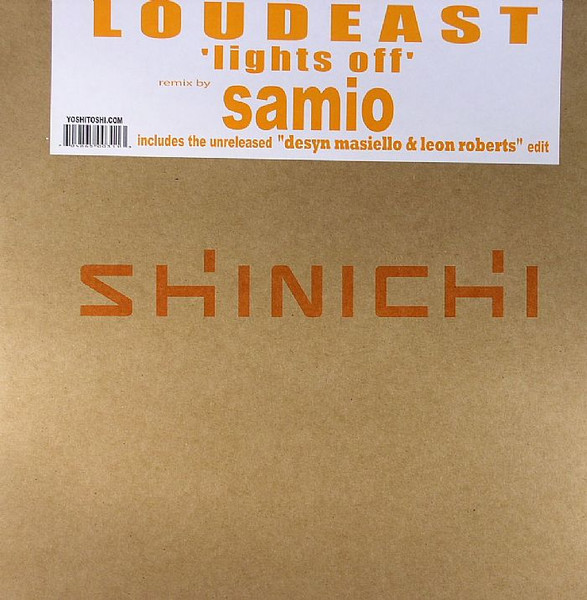 LOUDEAST
'lights off'
remix by
samio
YOSHITOSHI.COM
includes the unreleased "desyn masiello & leon roberts" edit
SHINICHI